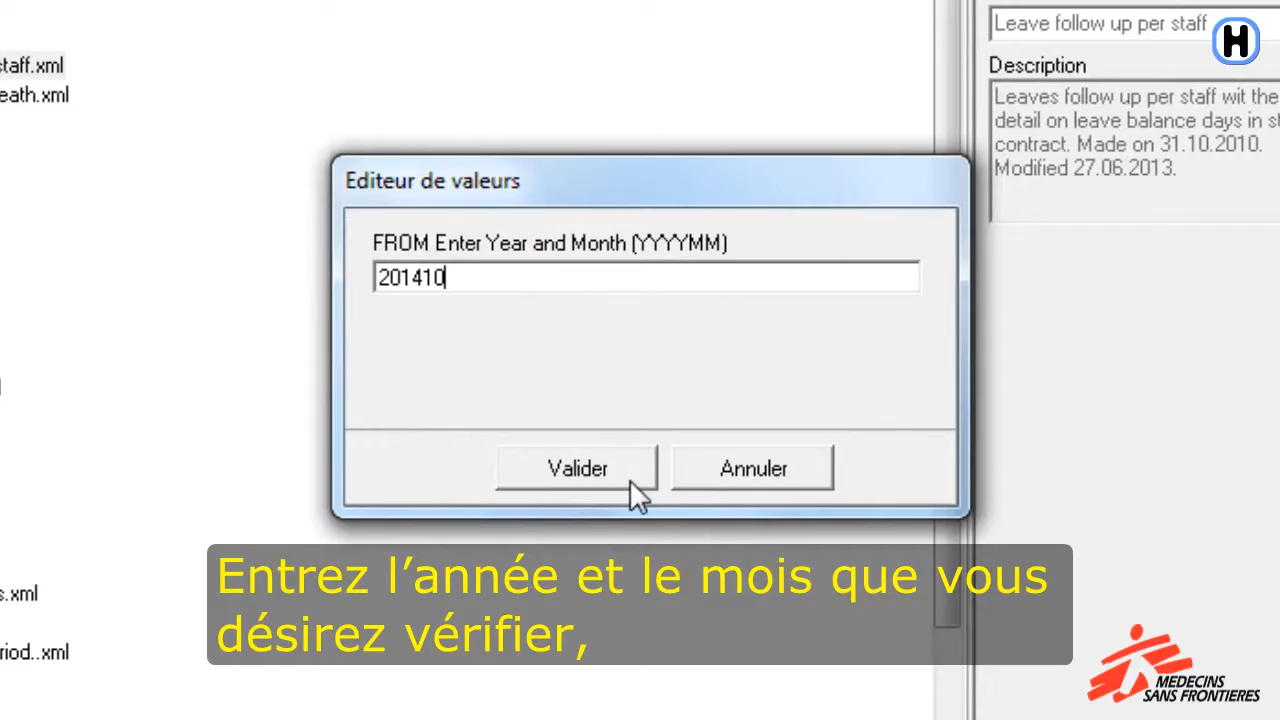 Leave follow up per staff
H
staff.xml
Description
eath.xml
Leaves follow up per staff wit the
detail on leave balance days in st
contract. Made on 31.10.2010.
Modified 27.06.2013.
Editeur de valeurs
FROM Enter Year and Month (YYYYMM)
201410
Valider
Annuler
Entrez l’année et le mois que vous
désirez vérifier,
s.xml
riod..xml
MEDECINS
SANS FRONTIERES